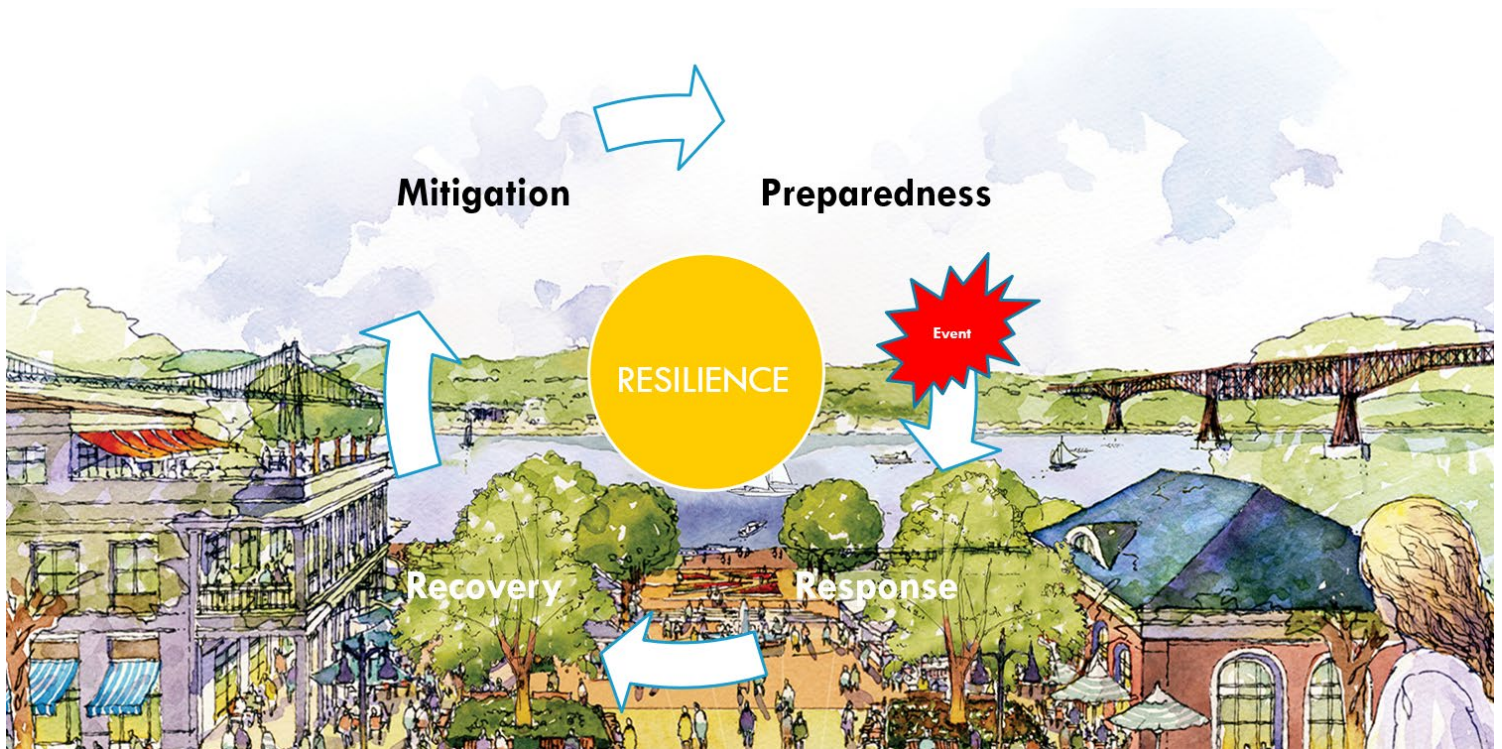 Mitigation
Preparedness
Event
RESILIENCE
Recovery
Response